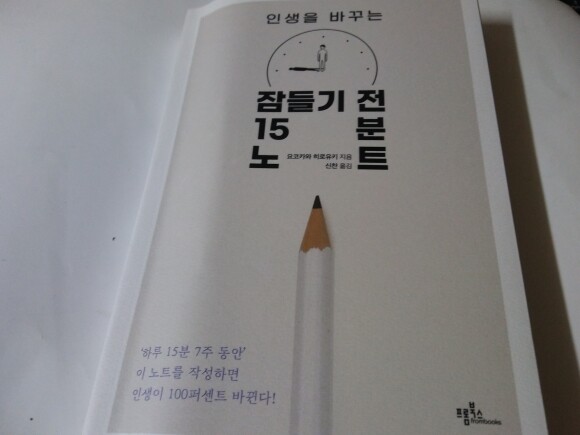 인생을 바꾸는
잠들기 전
15분
노트
요코카와 히로유키 지음
신찬 옮김
'하루 15분 7주 동안'
이 노트를 작성하면
인생이 100퍼센트 바뀐다!
프롬북스
frombooks